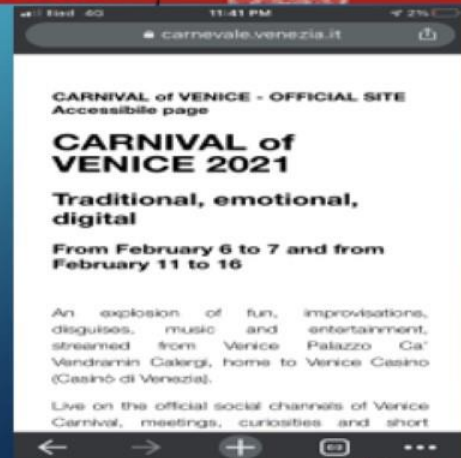 Iliad 4G 11:41 PM 2%
carnevale.venezia.it
CARNIVAL of VENICE - OFFICIAL SITE
Accessibile page
CARNIVAL of
VENICE 2021
Traditional, emotional,
digital
From February 6 to 7 and from
February 11 to 16
An explosion of fun, improvisations,
disguises, music and entertainment,
streamed from Venice Palazzo Ca'
Vendramin Calergi, home to Venice Casino
(Casinò di Venezia).
Live on the official social channels of Venice
Carnival, meetings, curiosities and short